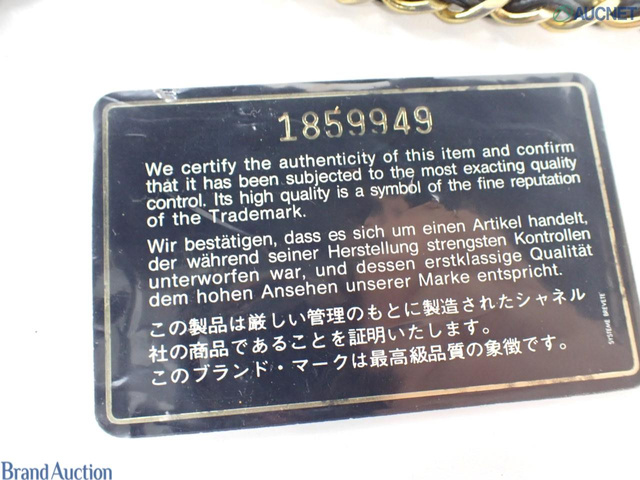 AUCNET
1859949
We certify the authenticity of this item and confirm
that it has been subjected to the most exacting quality
control. Its high quality is a symbol of the fine reputation
of the Trademark.
Wir bestätigen, dass es sich um einen Artikel handelt,
der während seiner Herstellung strengsten Kontrollen
unterworfen war, und dessen erstklassige Qualität
dem hohen Ansehen unserer Marke entspricht.
この製品は厳しい管理のもとに製造されたシャネル
社の商品であることを証明いたします。
このブランド・マークは最高級品質の象徴です。
SYSTEME BREVETE
Brand Auction